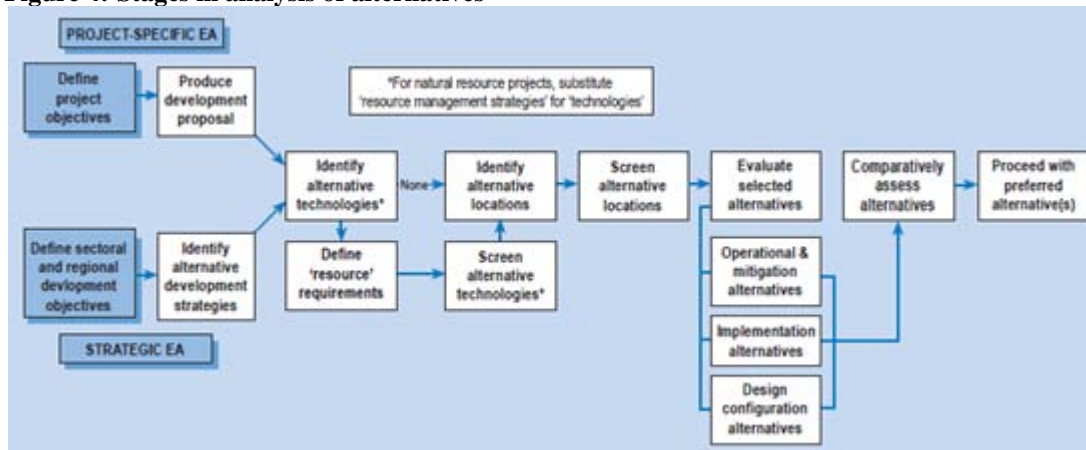 Figure 4: Stages in analysis of alternatives
PROJECT-SPECIFIC EA
Define
project
objectives
Produce
development
proposal
*For natural resource projects, substitute
'resource management strategies' for 'technologies'
Identify
alternative
technologies*
None
Identify
alternative
locations
Screen
alternative
locations
Evaluate
selected
alternatives
Comparatively
assess
alternatives
Proceed with
preferred
alternative(s)
Define sectoral
and regional
devlopment
objectives
Identify
alternative
development
strategies
Define
'resource'
requirements
Screen
alternative
technologies*
Operational &
mitigation
alternatives
Implementation
alternatives
Design
configuration
alternatives
STRATEGIC EA